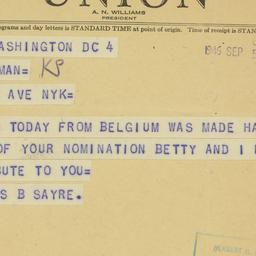 UNION
A. N. WILLIAMS
PRESIDENT
grams and day letters is STANDARD TIME at point of origin. Time of receipt is STAN
ASHINGTON DC 4
1945 SEP
MAN= KS
AVE NYK=
TODAY FROM BELGIUM WAS MADE HA
OF YOUR NOMINATION BETTY AND I
BUTE TO YOU=
S B SAYRE.